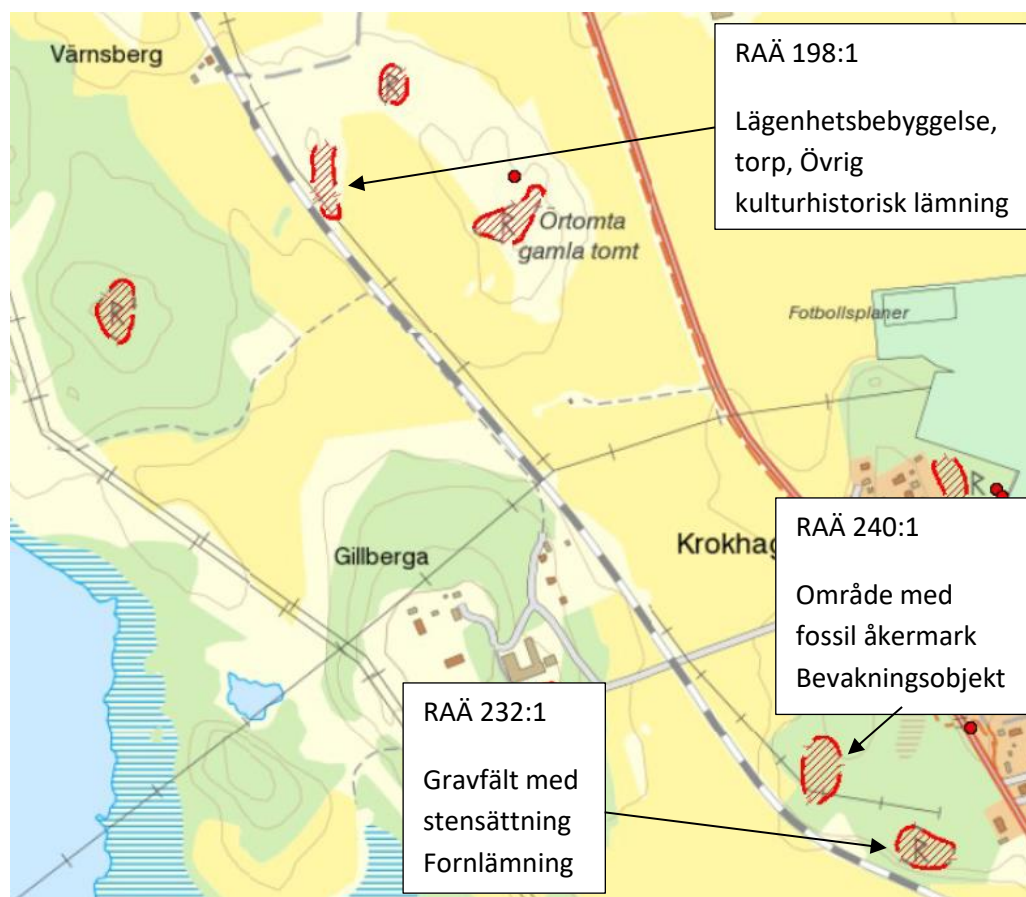 Värnsberg
RAÄ 198:1
Lägenhetsbebyggelse,
torp, Övrig
kulturhistorisk lämning
R
R
Örtomta
gamla tomt
R
Fotbollsplaner
R
Krokhag
Gillberga
RAÄ 240:1
Område med
fossil åkermark
Bevakningsobjekt
RAÄ 232:1
Gravfält med
stensättning
Fornlämning
R